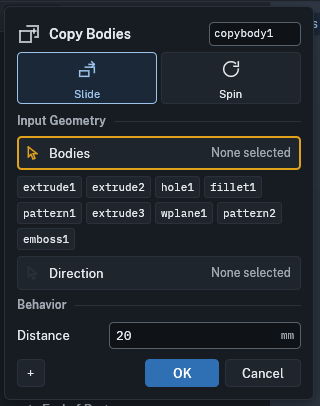 Copy Bodies copybody1
Slide Spin
Input Geometry
Bodies None selected
extrude1 extrude2 hole1 fillet1
pattern1 extrude3 wplane1 pattern2
emboss1
Direction None selected
Behavior
Distance 20 mm
+ OK Cancel